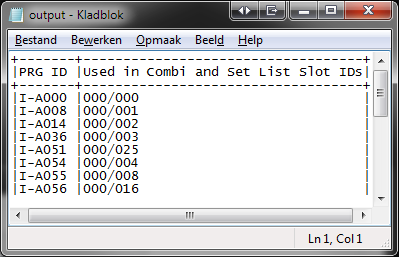 output - Kladblok
Bestand Bewerken Opmaak Beeld Help
+-------+-----------------------------------+
|PRG ID |Used in Combi and Set List Slot IDs|
+-------+-----------------------------------+
|I-A000 |000/000 |
|I-A008 |000/001 |
|I-A014 |000/002 |
|I-A036 |000/003 |
|I-A051 |000/025 |
|I-A054 |000/004 |
|I-A055 |000/008 |
|I-A056 |000/016 |
Ln 1, Col 1